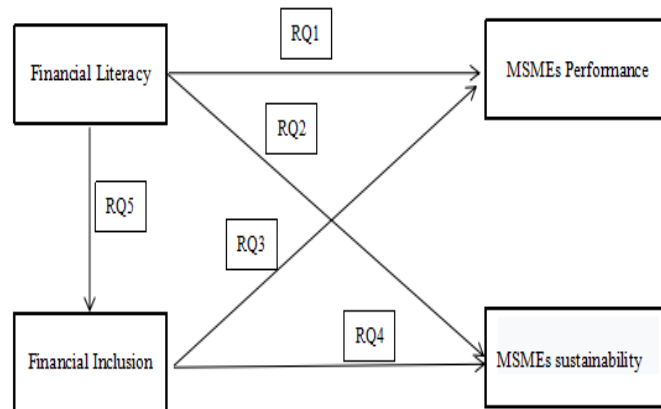 RQ1
Financial Literacy
MSMEs Performance
RQ2
RQ5
RQ3
RQ4
Financial Inclusion
MSMEs sustainability